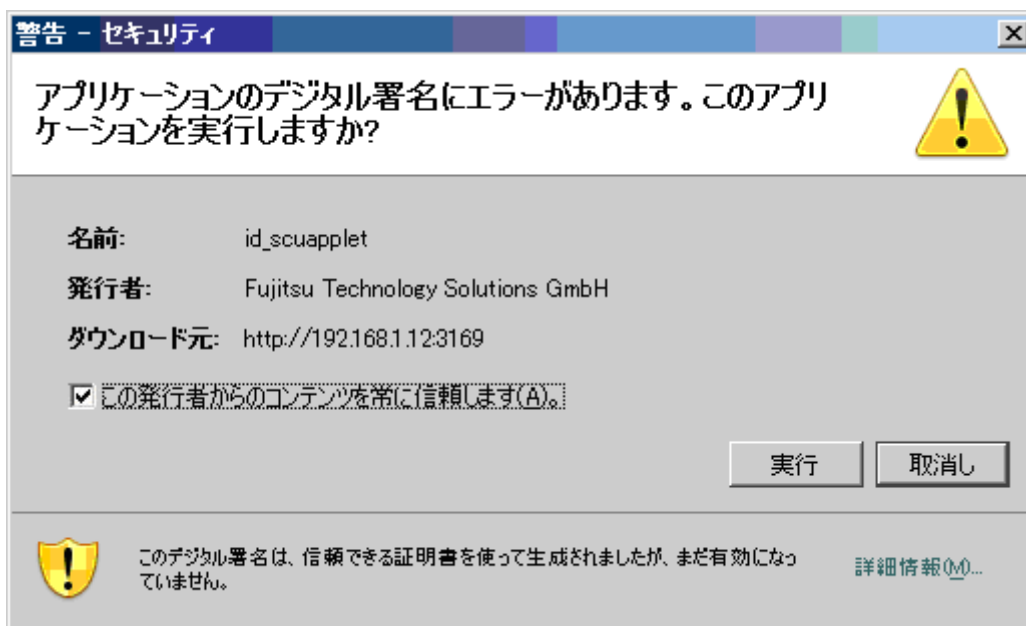 警告 - セキュリティ
アプリケーションのデジタル署名にエラーがあります。このアプリ
ケーションを実行しますか?
名前: id_scuapplet
発行者: Fujitsu Technology Solutions GmbH
ダウンロード元: http://192.168.1.12:3169
この発行者からのコンテンツを常に信頼します(A)。
実行 取消し
このデジタル署名は、信頼できる証明書を使って生成されましたが、まだ有効になっ
ていません。
詳細情報(M)...